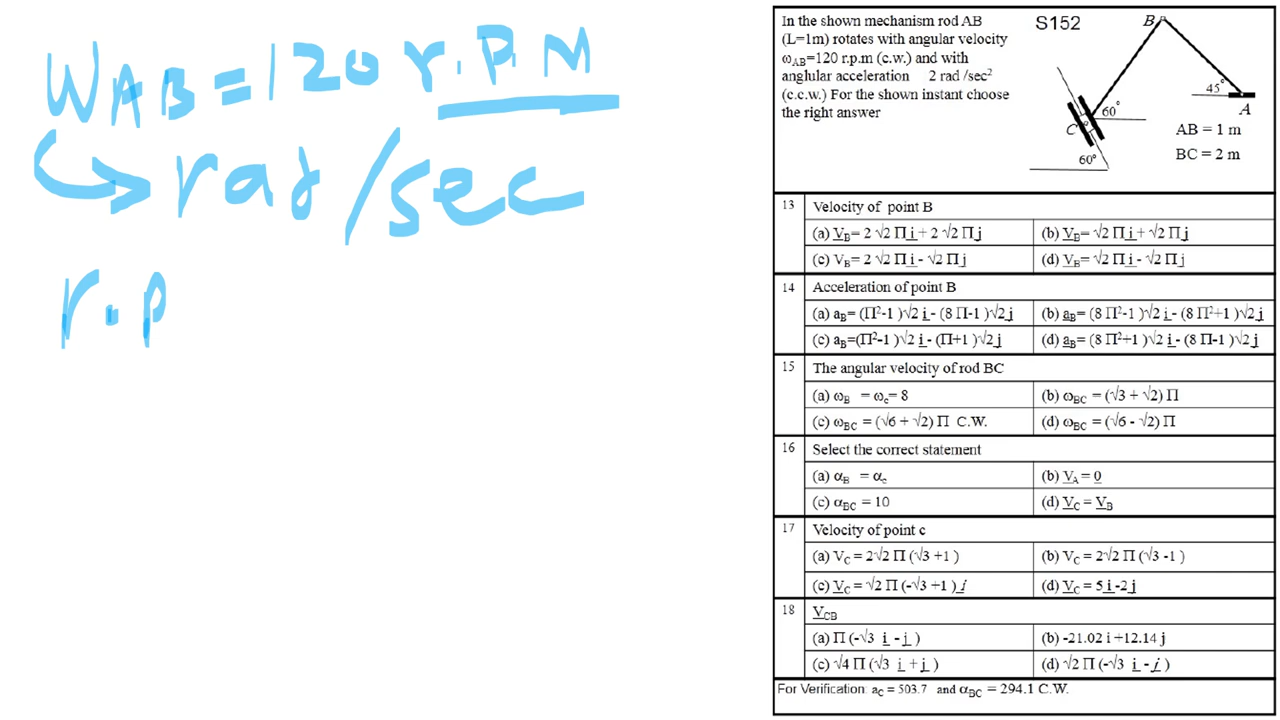 WAB = 120 r.P.M
rad/sec
r.p
In the shown mechanism rod AB
(L=1m) rotates with angular velocity
ωAB=120 r.p.m (c.w.) and with
anglular acceleration 2 rad /sec²
(c.c.w.) For the shown instant choose
the right answer
S152
B
45°
A
60°
C
AB = 1 m
BC = 2 m
60°
13 Velocity of point B
(a) VB= 2 √2 Π i + 2 √2 Π j (b) VB= √2 Π i + √2 Π j
(c) VB= 2 √2 Π i - √2 Π j (d) VB= √2 Π i - √2 Π j
14 Acceleration of point B
(a) aB= (Π²-1 )√2 i - (8 Π-1 )√2 j (b) aB= (8 Π²-1 )√2 i - (8 Π²+1 )√2 j
(c) aB=(Π²-1 )√2 i - (Π+1 )√2 j (d) aB= (8 Π²+1 )√2 i - (8 Π-1 )√2 j
15 The angular velocity of rod BC
(a) ωB = ωc= 8 (b) ωBC = (√3 + √2) Π
(c) ωBC = (√6 + √2) Π C.W. (d) ωBC = (√6 - √2) Π
16 Select the correct statement
(a) αB = αc (b) VA = 0
(c) αBC = 10 (d) VC = VB
17 Velocity of point c
(a) VC = 2√2 Π (√3 +1 ) (b) VC = 2√2 Π (√3 -1 )
(c) VC = √2 Π (-√3 +1 ) i (d) VC = 5 i -2 j
18 VCB
(a) Π (-√3 i - j ) (b) -21.02 i +12.14 j
(c) √4 Π (√3 i + j ) (d) √2 Π (-√3 i - j )
For Verification: aC = 503.7 and αBC = 294.1 C.W.